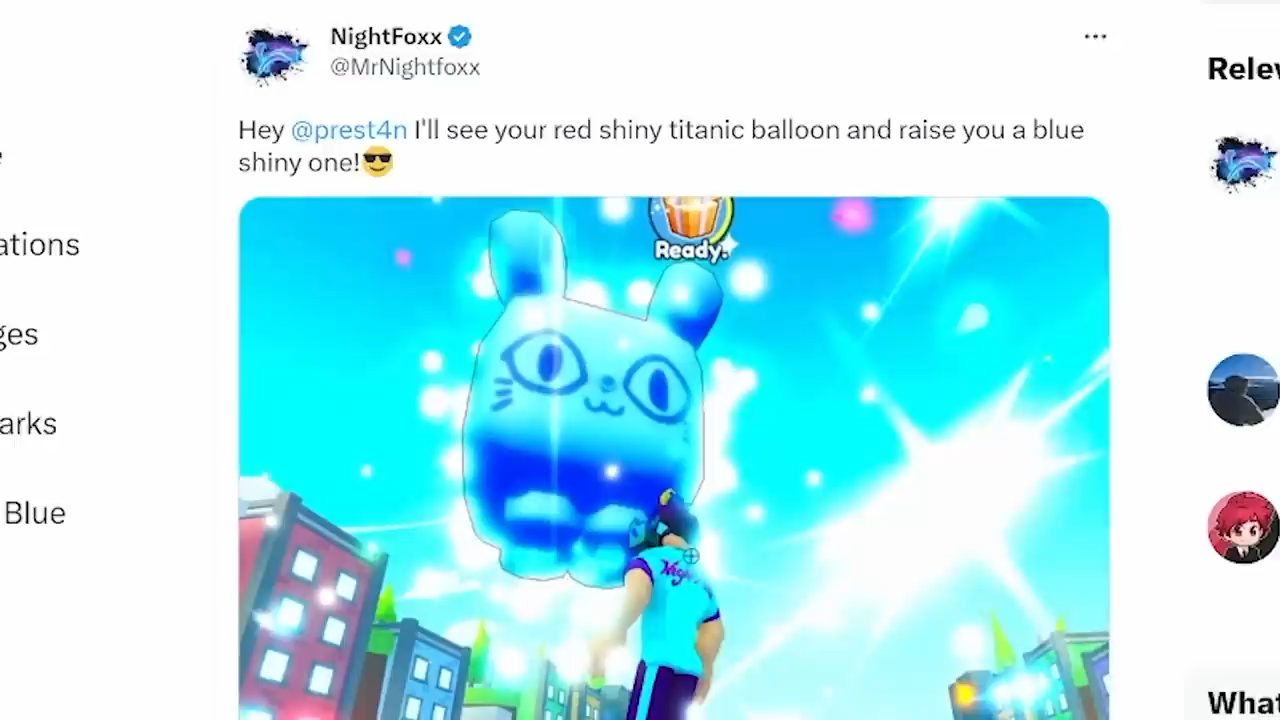 NightFoxx
@MrNightfoxx
Hey @prest4n I'll see your red shiny titanic balloon and raise you a blue
shiny one!😎
Ready!
ations
ges
arks
Blue
Relev
What